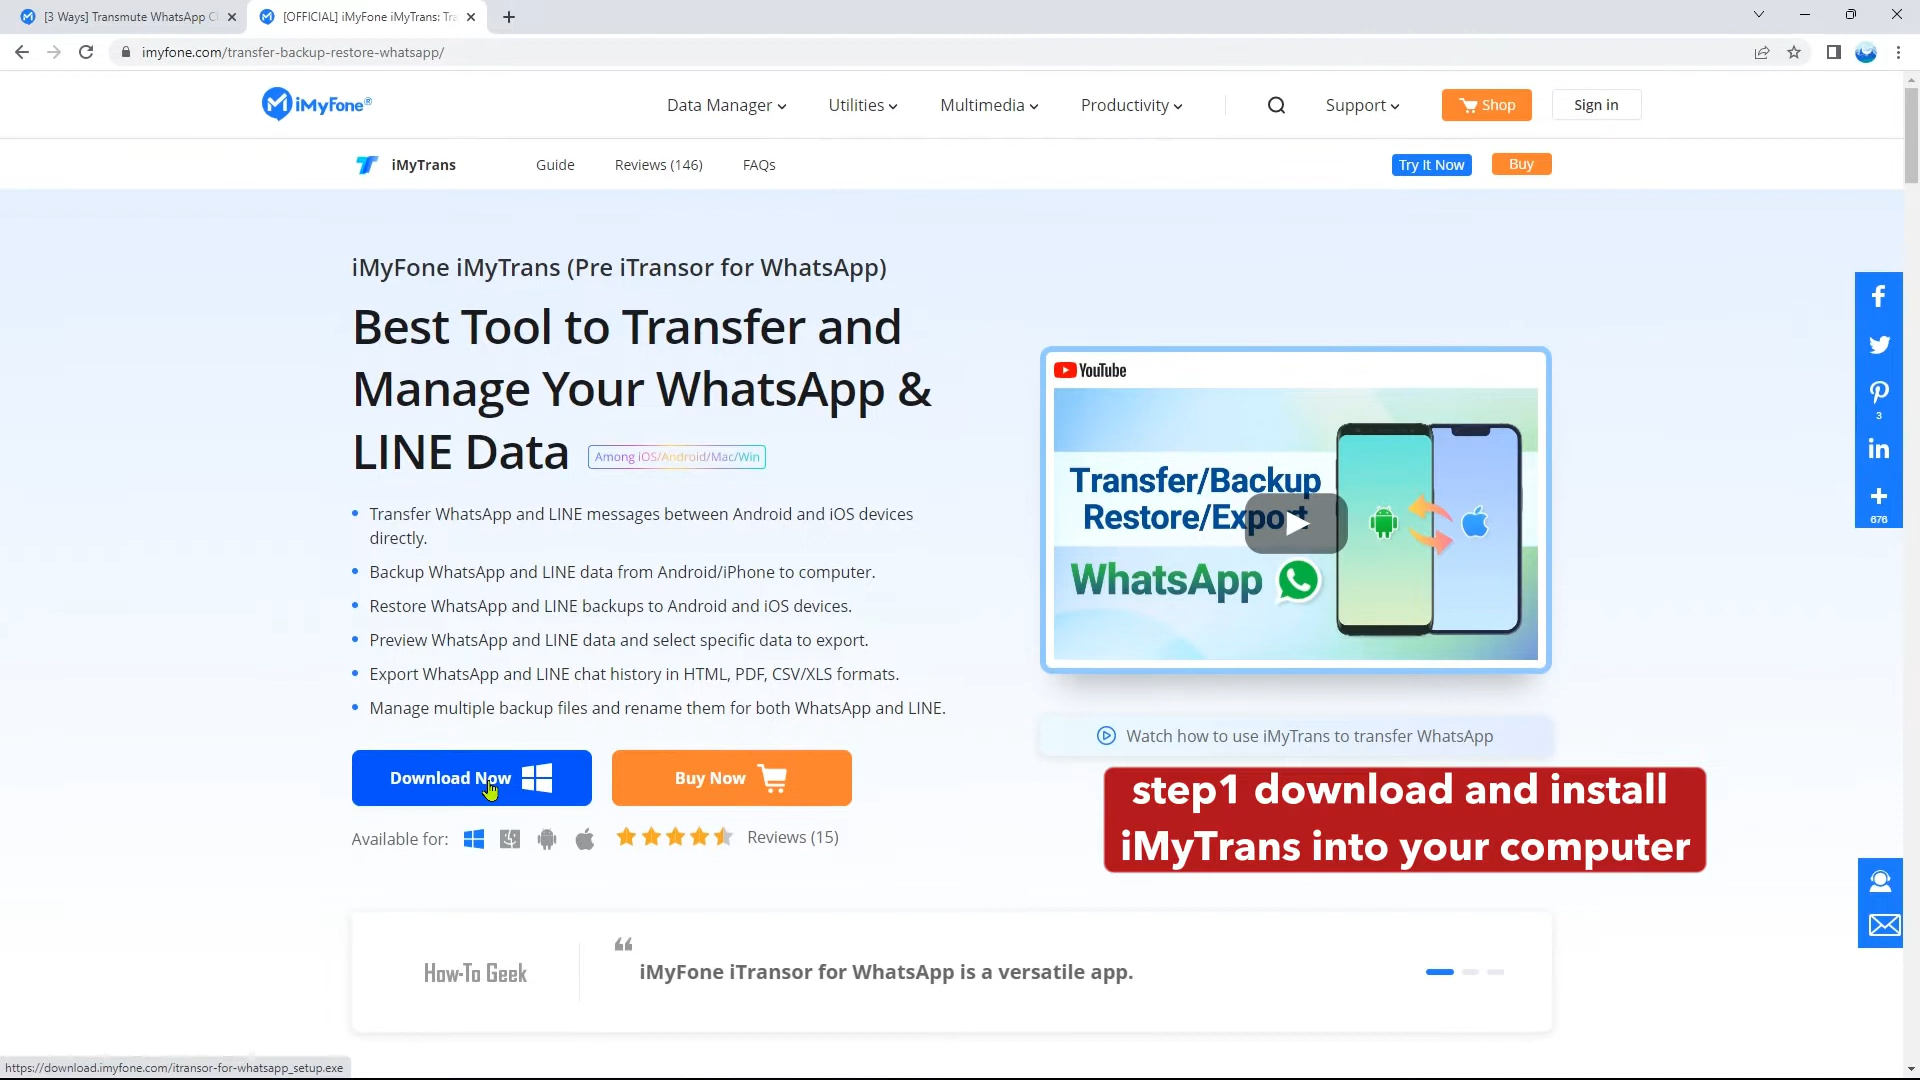 [3 Ways] Transmute WhatsApp C
[OFFICIAL] iMyFone iMyTrans: Tra
imyfone.com/transfer-backup-restore-whatsapp/
iMyFone®
Data Manager
Utilities
Multimedia
Productivity
Support
Shop
Sign in
iMyTrans
Guide
Reviews (146)
FAQs
Try It Now
Buy
iMyFone iMyTrans (Pre iTransor for WhatsApp)
Best Tool to Transfer and
Manage Your WhatsApp &
LINE Data
Among iOS/Android/Mac/Win
Transfer WhatsApp and LINE messages between Android and iOS devices
directly.
Backup WhatsApp and LINE data from Android/iPhone to computer.
Restore WhatsApp and LINE backups to Android and iOS devices.
Preview WhatsApp and LINE data and select specific data to export.
Export WhatsApp and LINE chat history in HTML, PDF, CSV/XLS formats.
Manage multiple backup files and rename them for both WhatsApp and LINE.
Download Now
Buy Now
Available for:
Reviews (15)
YouTube
Transfer/Backup
Restore/Export
WhatsApp
Watch how to use iMyTrans to transfer WhatsApp
step1 download and install
iMyTrans into your computer
3
in
676
How-To Geek
“
iMyFone iTransor for WhatsApp is a versatile app.
https://download.imyfone.com/itransor-for-whatsapp_setup.exe